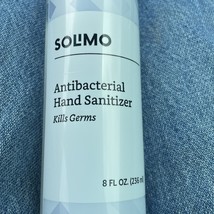 SOLIMO
Antibacterial
Hand Sanitizer
Kills Germs
8 FL. OZ. (236 ml)